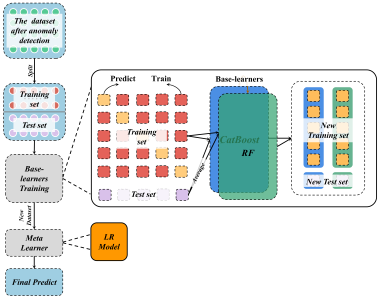 The dataset
after anomaly
detection
Split
Training
set
Test set
Base-
learners
Training
New
Dataset
Meta
Learner
Final Predict
LR
Model
Predict
Train
Base-learners
Training
set
Test set
Average
CatBoost
RF
New
Training set
New Test set